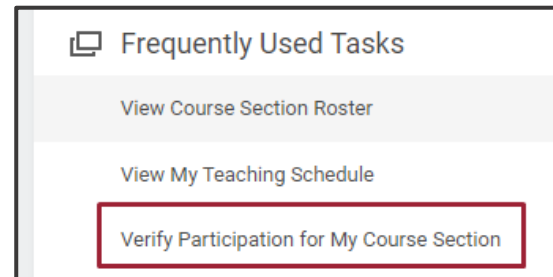 Frequently Used Tasks
View Course Section Roster
View My Teaching Schedule
Verify Participation for My Course Section